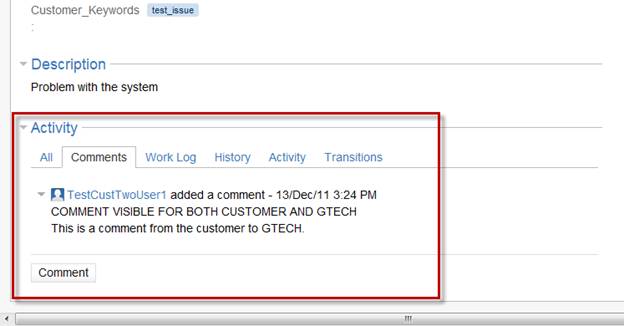 Customer_Keywords test_issue
:
Description
Problem with the system
Activity
All Comments Work Log History Activity Transitions
TestCustTwoUser1 added a comment - 13/Dec/11 3:24 PM
COMMENT VISIBLE FOR BOTH CUSTOMER AND GTECH
This is a comment from the customer to GTECH.
Comment